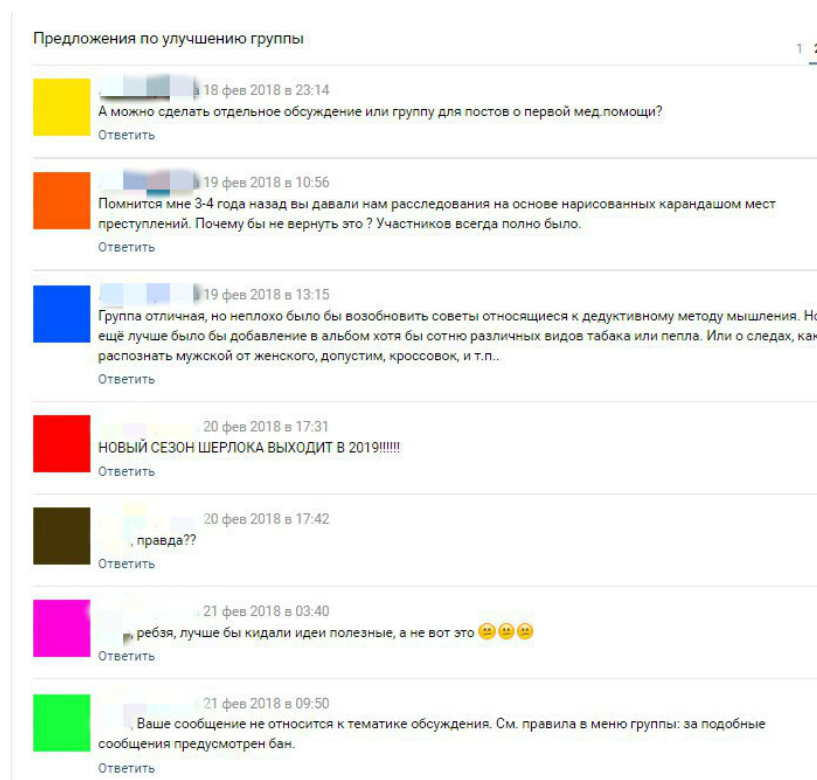 Предложения по улучшению группы
1 2
18 фев 2018 в 23:14
А можно сделать отдельное обсуждение или группу для постов о первой мед.помощи?
Ответить
19 фев 2018 в 10:56
Помнится мне 3-4 года назад вы давали нам расследования на основе нарисованных карандашом мест
преступлений. Почему бы не вернуть это ? Участников всегда полно было.
Ответить
19 фев 2018 в 13:15
Группа отличная, но неплохо было бы возобновить советы относящиеся к дедуктивному методу мышления. Но
ещё лучше было бы добавление в альбом хотя бы сотню различных видов табака или пепла. Или о следах, как
распознать мужской от женского, допустим, кроссовок, и т.п..
Ответить
20 фев 2018 в 17:31
НОВЫЙ СЕЗОН ШЕРЛОКА ВЫХОДИТ В 2019!!!!!!
Ответить
20 фев 2018 в 17:42
, правда??
Ответить
21 фев 2018 в 03:40
, ребзя, лучше бы кидали идеи полезные, а не вот это 😕😕😕
Ответить
21 фев 2018 в 09:50
, Ваше сообщение не относится к тематике обсуждения. См. правила в меню группы: за подобные
сообщения предусмотрен бан.
Ответить